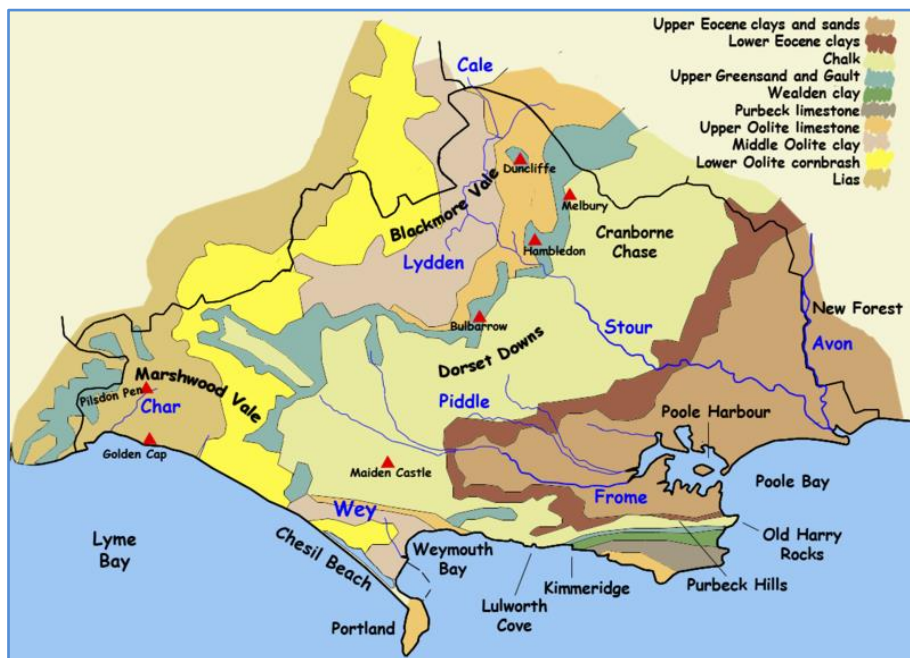 Upper Eocene clays and sands
Lower Eocene clays
Chalk
Upper Greensand and Gault
Wealden clay
Purbeck limestone
Upper Oolite limestone
Middle Oolite clay
Lower Oolite cornbrash
Lias
Cale
Duncliffe
Blackmore Vale
Melbury
Cranborne
Chase
Hambledon
Lydden
New Forest
Bulbarrow
Stour
Avon
Dorset Downs
Marshwood Vale
Pilsdon Pen
Char
Piddle
Poole Harbour
Golden Cap
Maiden Castle
Frome
Poole Bay
Wey
Lyme
Bay
Chesil Beach
Weymouth
Bay
Old Harry
Rocks
Kimmeridge
Purbeck Hills
Lulworth
Cove
Portland